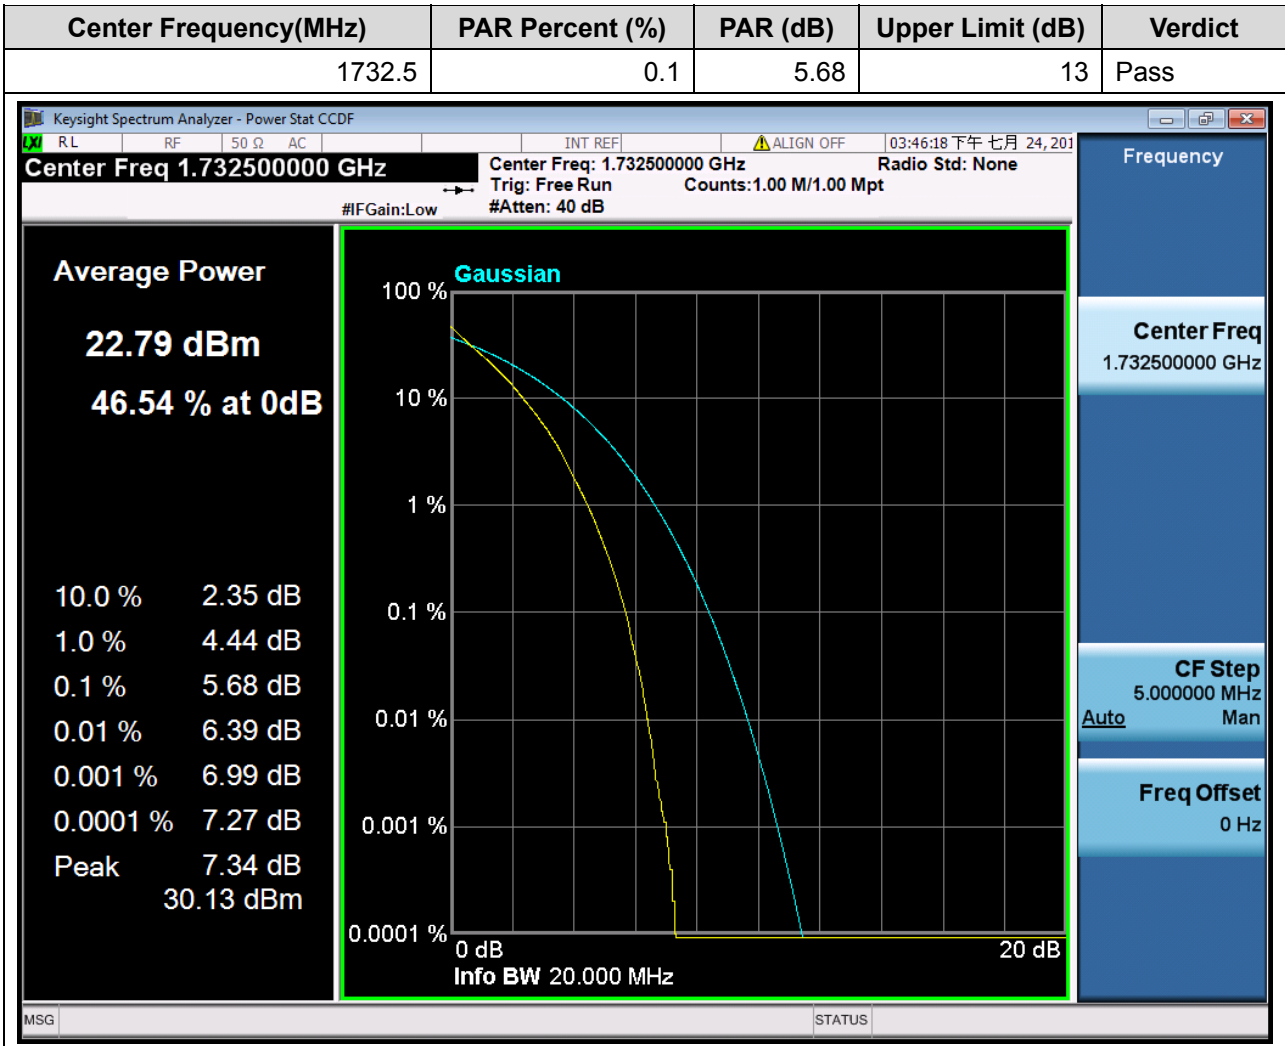 Center Frequency(MHz) PAR Percent (%) PAR (dB) Upper Limit (dB) Verdict
1732.5 0.1 5.68 13 Pass
Keysight Spectrum Analyzer - Power Stat CCDF
LXI RL RF 50 Ω AC INT REF ALIGN OFF 03:46:18 下午 七月 24, 201
Center Freq 1.732500000 GHz
Center Freq: 1.732500000 GHz Radio Std: None
Trig: Free Run Counts:1.00 M/1.00 Mpt
#IFGain:Low #Atten: 40 dB
Average Power
22.79 dBm
46.54 % at 0dB
10.0 % 2.35 dB
1.0 % 4.44 dB
0.1 % 5.68 dB
0.01 % 6.39 dB
0.001 % 6.99 dB
0.0001 % 7.27 dB
Peak 7.34 dB
30.13 dBm
Gaussian
100 %
10 %
1 %
0.1 %
0.01 %
0.001 %
0.0001 %
0 dB 20 dB
Info BW 20.000 MHz
Frequency
Center Freq
1.732500000 GHz
CF Step
5.000000 MHz
Auto Man
Freq Offset
0 Hz
MSG STATUS